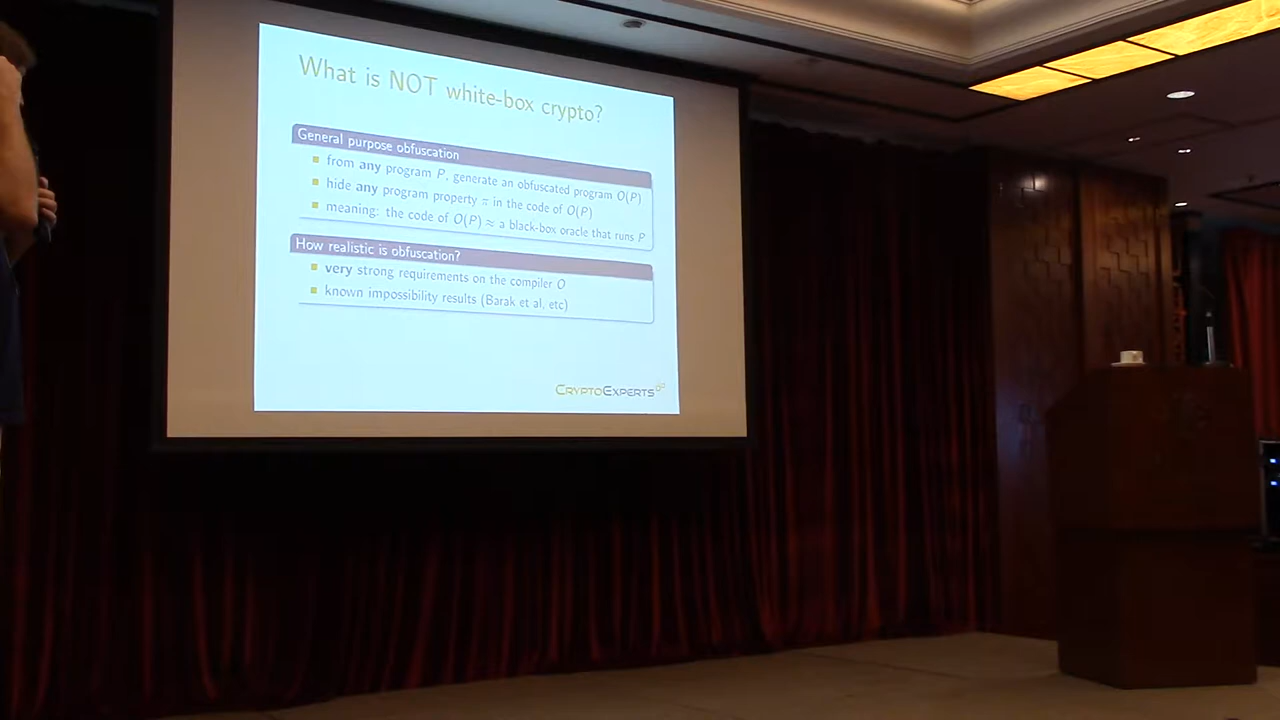 What is NOT white-box crypto?
General purpose obfuscation
from any program P, generate an obfuscated program O(P)
hide any program property π in the code of O(P)
meaning: the code of O(P) ≈ a black-box oracle that runs P
How realistic is obfuscation?
very strong requirements on the compiler O
known impossibility results (Barak et al, etc)
CRYPTOEXPERTS